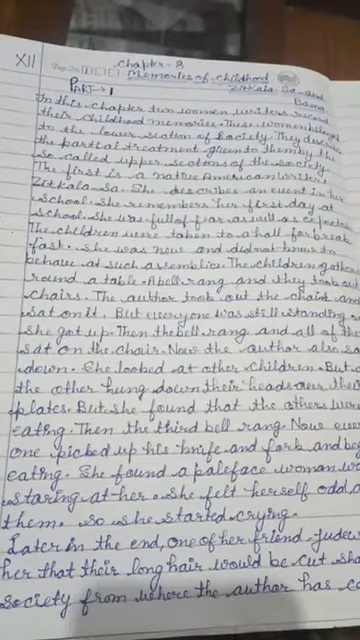 XII
Chapter - 8
Memories of childhood
PART → 1
Zitkala-Sa and
Bama
In this chapter two women writers record
their childhood memories. These women belong
to the lower section of Society. They describe
the partial treatment given to them by the
so called upper sections of the society.
The first is a native American writer
Zitkala-Sa. She describes an event in her
school. She remembers her first day at
school. She was full of fear as well as
The children were taken to a hall for break
fast. She was new and did not know to
behave at such assemblies. The children gather
round a table. A bell rang and they took out
chairs. The author took out the chair and
sat on it. But everyone was still standing
she got up. Then the bell rang and all of the
sat on the chair. Now the author also sa
down. She looked at other children. But a
the other hung down their heads over their
plates. But she found that the others were
eating. Then the third bell rang. Now every
one picked up his knife and fork and beg
eating. She found a paleface woman wa
staring at her. She felt herself odd a
them. So she started crying.
Later in the end, one of her friend Judew
her that their long hair would be cut sho
society from where the author has co